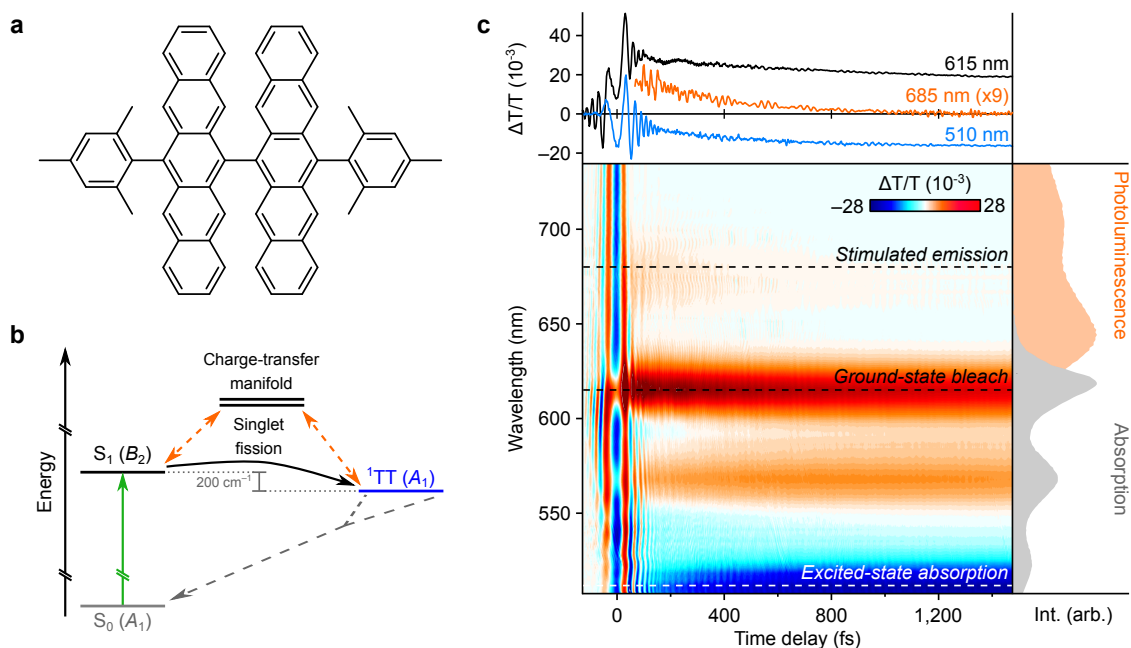 a
b
Energy
Charge-transfer
manifold
Singlet
fission
S₁ (B₂)
200 cm⁻¹
¹TT (A₁)
S₀ (A₁)
c
ΔT/T (10⁻³)
40
20
0
−20
615 nm
685 nm (x9)
510 nm
Wavelength (nm)
700
650
600
550
ΔT/T (10⁻³)
−28
28
Stimulated emission
Ground-state bleach
Excited-state absorption
0
400
800
1,200
Time delay (fs)
Photoluminescence
Absorption
Int. (arb.)